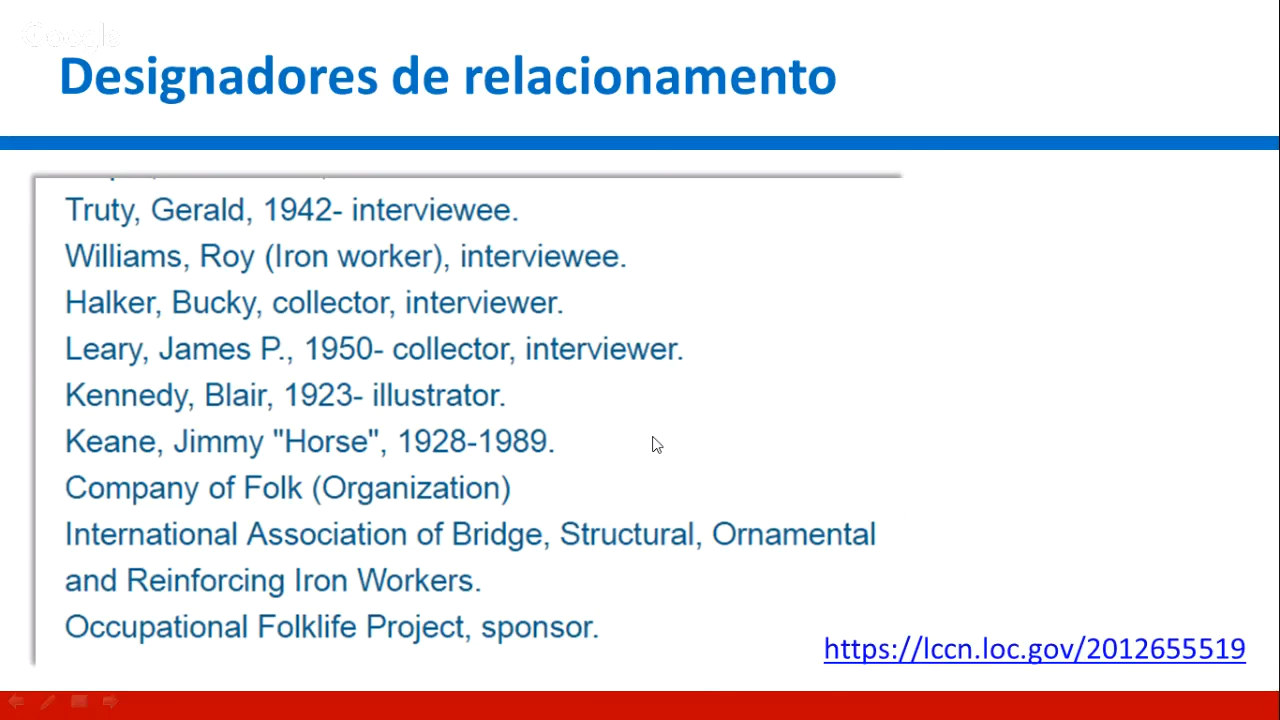 Designadores de relacionamento
Truty, Gerald, 1942- interviewee.
Williams, Roy (Iron worker), interviewee.
Halker, Bucky, collector, interviewer.
Leary, James P., 1950- collector, interviewer.
Kennedy, Blair, 1923- illustrator.
Keane, Jimmy "Horse", 1928-1989.
Company of Folk (Organization)
International Association of Bridge, Structural, Ornamental
and Reinforcing Iron Workers.
Occupational Folklife Project, sponsor.
https://lccn.loc.gov/2012655519